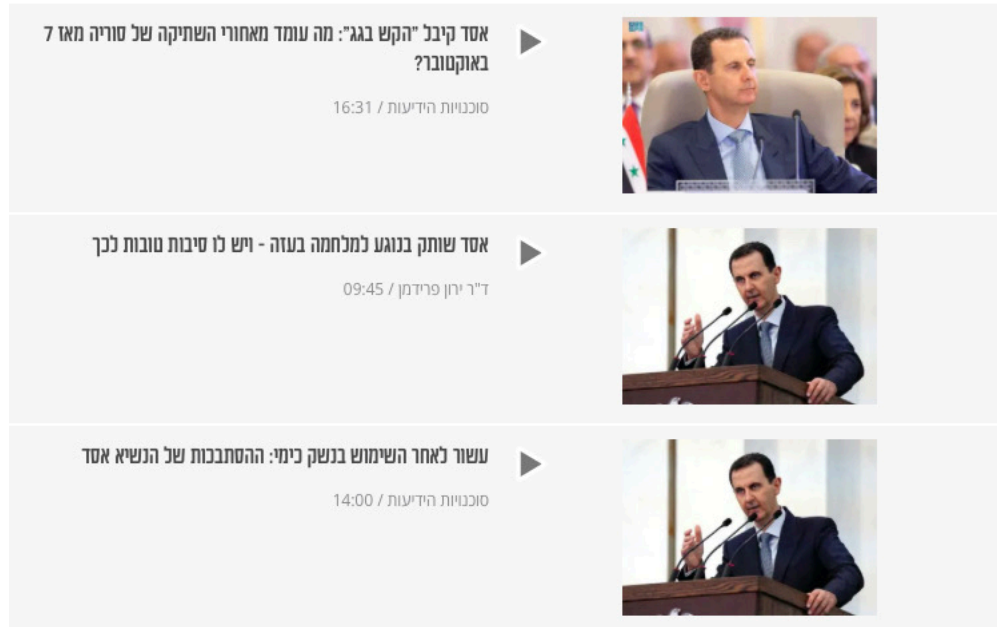 אסד קיבל "הקש בגג": מה עומד מאחורי השתיקה של סוריה מאז 7
באוקטובר?
סוכנויות הידיעות / 16:31
אסד שותק בנוגע למלחמה בעזה - ויש לו סיבות טובות לכך
ד"ר ירון פרידמן / 09:45
עשור לאחר השימוש בנשק כימי: ההסתבכות של הנשיא אסד
סוכנויות הידיעות / 14:00